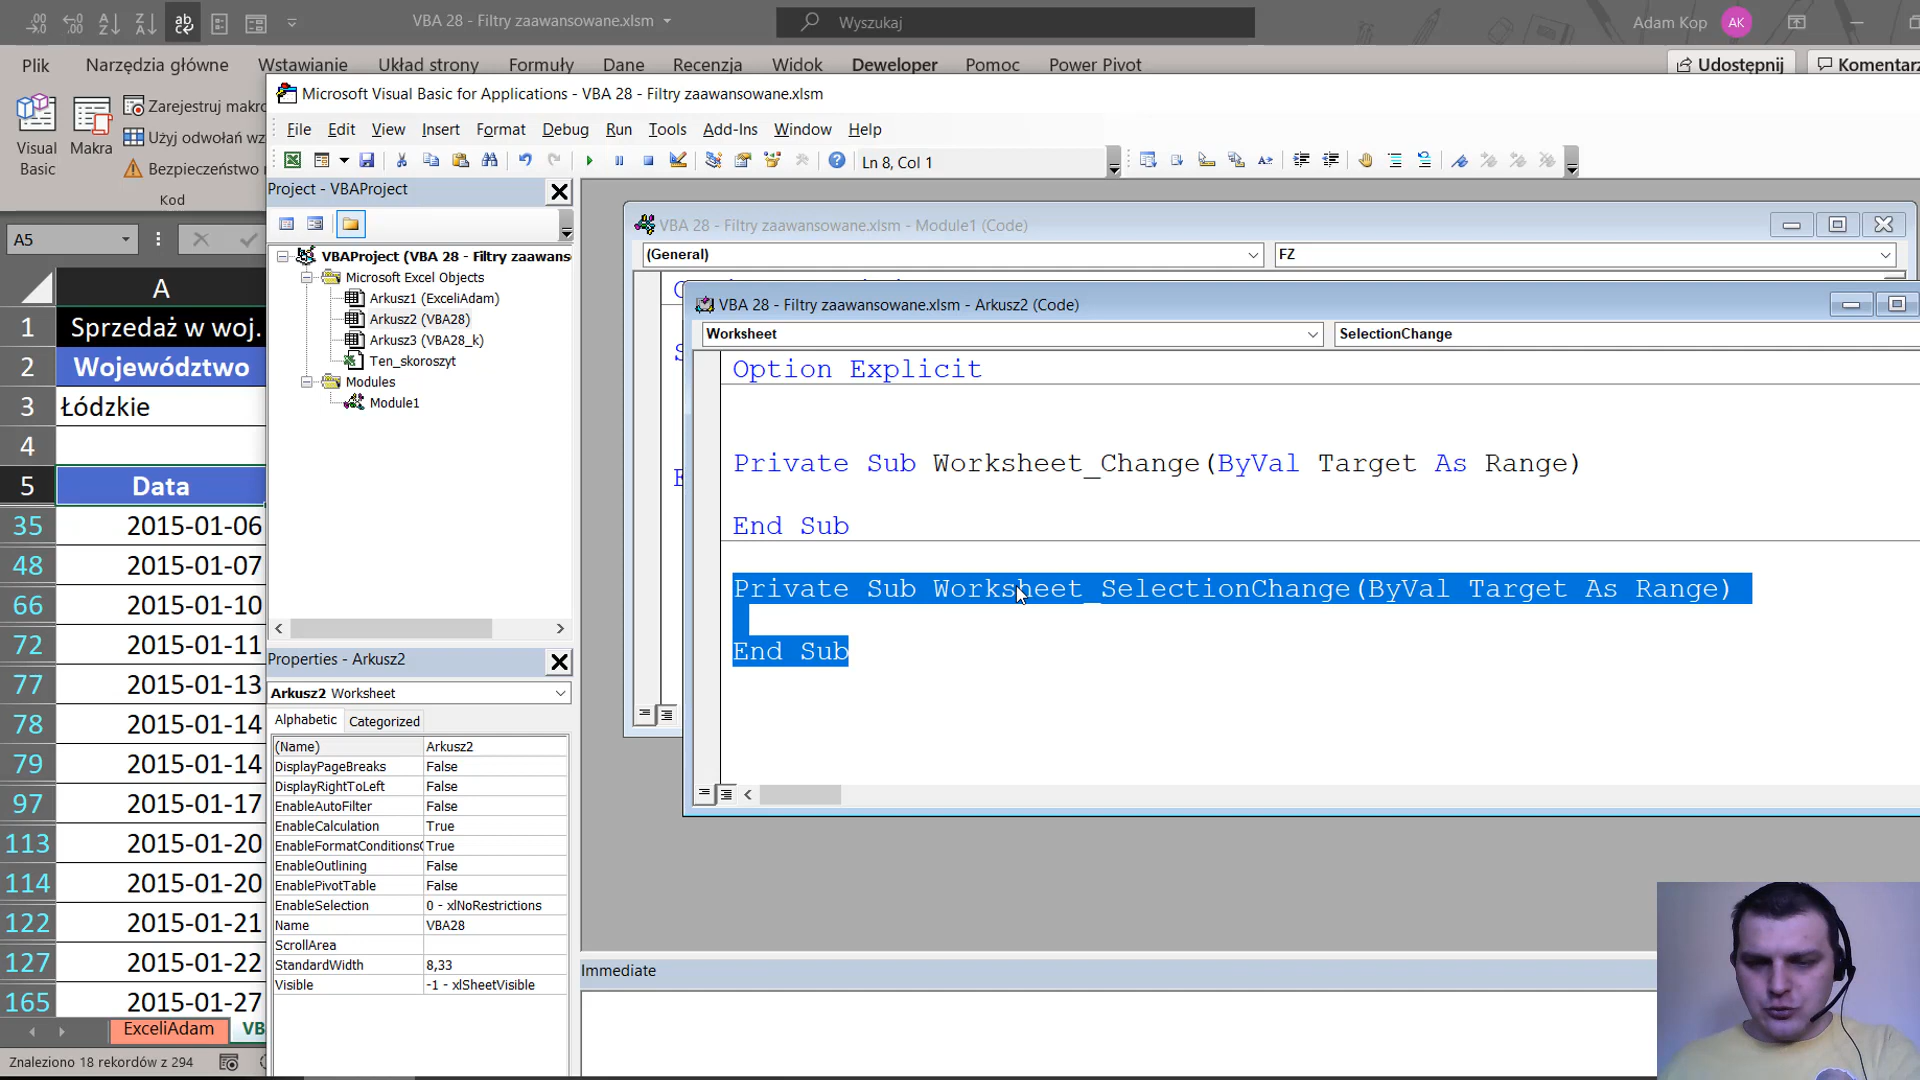 VBA 28 - Filtry zaawansowane.xlsm
Wyszukaj
Adam Kop
AK
Plik
Narzędzia główne
Wstawianie
Układ strony
Formuły
Dane
Recenzja
Widok
Deweloper
Pomoc
Power Pivot
Udostępnij
Komentarz
Visual Basic
Makra
Zarejestruj makro
Użyj odwołań wz
Bezpieczeństwo
Kod
A5
A
1 Sprzedaż w woj.
2 Województwo
3 Łódzkie
4
5 Data
35 2015-01-06
48 2015-01-07
66 2015-01-10
72 2015-01-11
77 2015-01-13
78 2015-01-14
79 2015-01-14
97 2015-01-17
113 2015-01-20
114 2015-01-20
122 2015-01-21
127 2015-01-22
165 2015-01-27
ExceliAdam
VB
Znaleziono 18 rekordów z 294
Microsoft Visual Basic for Applications - VBA 28 - Filtry zaawansowane.xlsm
File Edit View Insert Format Debug Run Tools Add-Ins Window Help
Ln 8, Col 1
Project - VBAProject
VBAProject (VBA 28 - Filtry zaawans
Microsoft Excel Objects
Arkusz1 (ExceliAdam)
Arkusz2 (VBA28)
Arkusz3 (VBA28_k)
Ten_skoroszyt
Modules
Module1
Properties - Arkusz2
Arkusz2 Worksheet
Alphabetic Categorized
(Name) Arkusz2
DisplayPageBreaks False
DisplayRightToLeft False
EnableAutoFilter False
EnableCalculation True
EnableFormatConditionsC True
EnableOutlining False
EnablePivotTable False
EnableSelection 0 - xlNoRestrictions
Name VBA28
ScrollArea
StandardWidth 8,33
Visible -1 - xlSheetVisible
VBA 28 - Filtry zaawansowane.xlsm - Module1 (Code)
(General)
FZ
VBA 28 - Filtry zaawansowane.xlsm - Arkusz2 (Code)
Worksheet
SelectionChange
Option Explicit
Private Sub Worksheet_Change(ByVal Target As Range)
End Sub
Private Sub Worksheet_SelectionChange(ByVal Target As Range)
End Sub
Immediate